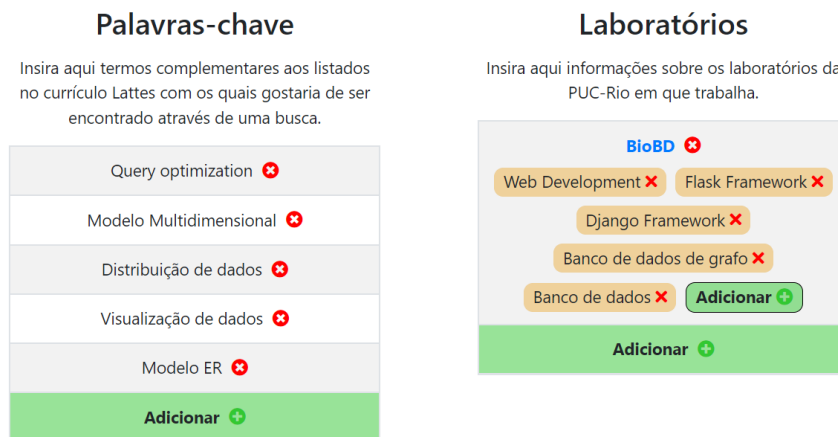 Palavras-chave
Insira aqui termos complementares aos listados
no currículo Lattes com os quais gostaria de ser
encontrado através de uma busca.
Query optimization
Modelo Multidimensional
Distribuição de dados
Visualização de dados
Modelo ER
Adicionar
Laboratórios
Insira aqui informações sobre os laboratórios da
PUC-Rio em que trabalha.
BioBD
Web Development Flask Framework
Django Framework
Banco de dados de grafo
Banco de dados Adicionar
Adicionar